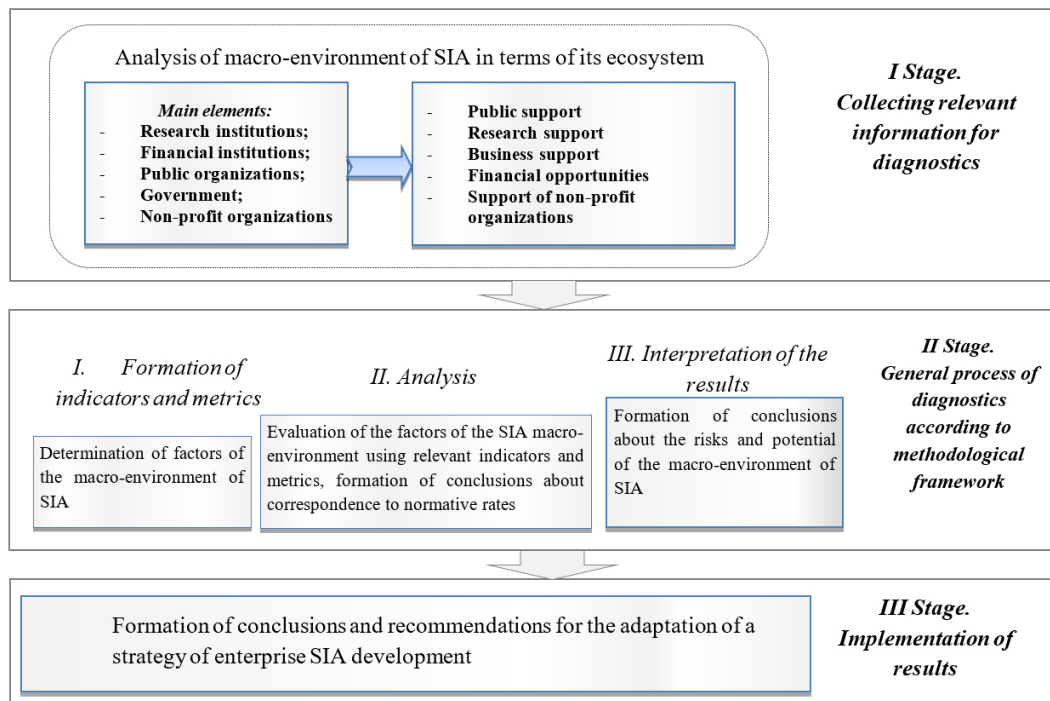 Analysis of macro-environment of SIA in terms of its ecosystem
Main elements:
- Research institutions;
- Financial institutions;
- Public organizations;
- Government;
- Non-profit organizations
- Public support
- Research support
- Business support
- Financial opportunities
- Support of non-profit
organizations
I Stage.
Collecting relevant
information for
diagnostics
I. Formation of
indicators and metrics
Determination of factors of
the macro-environment of
SIA
II. Analysis
Evaluation of the factors of the SIA macro-
environment using relevant indicators and
metrics, formation of conclusions about
correspondence to normative rates
III. Interpretation of the
results
Formation of conclusions
about the risks and potential
of the macro-environment of
SIA
II Stage.
General process of
diagnostics
according to
methodological
framework
Formation of conclusions and recommendations for the adaptation of a
strategy of enterprise SIA development
III Stage.
Implementation of
results